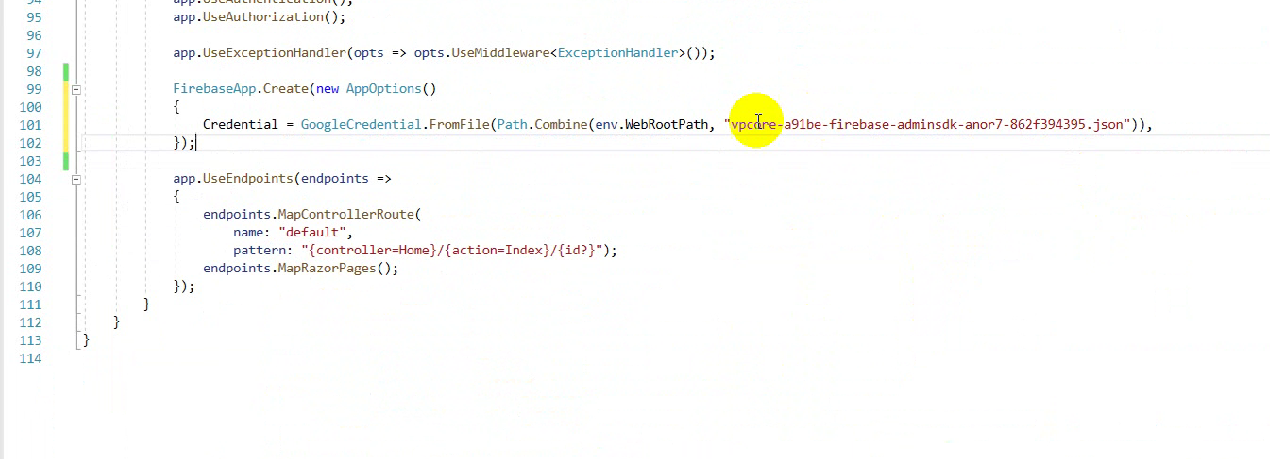 94 app.UseAuthentication();
95 app.UseAuthorization();
96
97 app.UseExceptionHandler(opts => opts.UseMiddleware<ExceptionHandler>());
98
99 FirebaseApp.Create(new AppOptions()
100 {
101 Credential = GoogleCredential.FromFile(Path.Combine(env.WebRootPath, "vpcore-a91be-firebase-adminsdk-anor7-862f394395.json")),
102 });
103
104 app.UseEndpoints(endpoints =>
105 {
106 endpoints.MapControllerRoute(
107 name: "default",
108 pattern: "{controller=Home}/{action=Index}/{id?}");
109 endpoints.MapRazorPages();
110 });
111 }
112 }
113 }
114